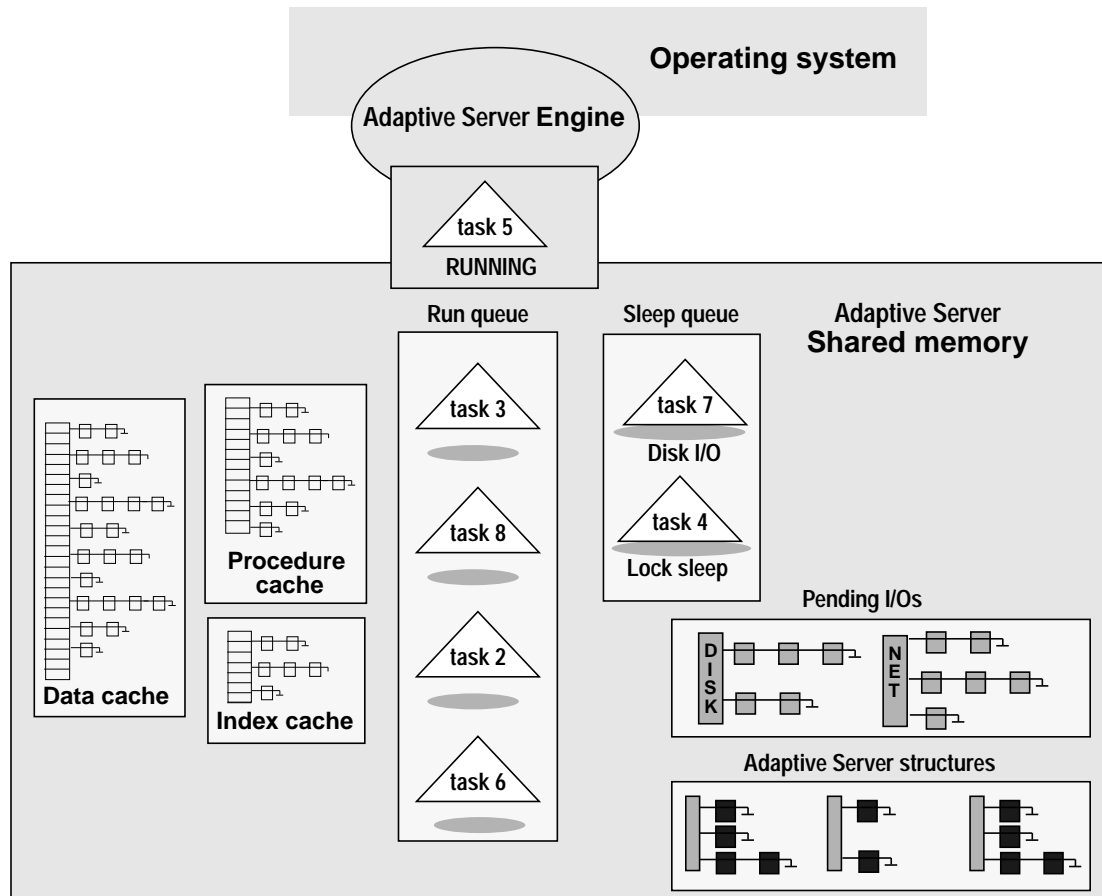 Operating system
Adaptive Server Engine
task 5
RUNNING
Run queue
Sleep queue
Adaptive Server
Shared memory
task 3
task 8
task 2
task 6
task 7
Disk I/O
task 4
Lock sleep
Procedure
cache
Data cache
Index cache
Pending I/Os
DISK
NET
Adaptive Server structures